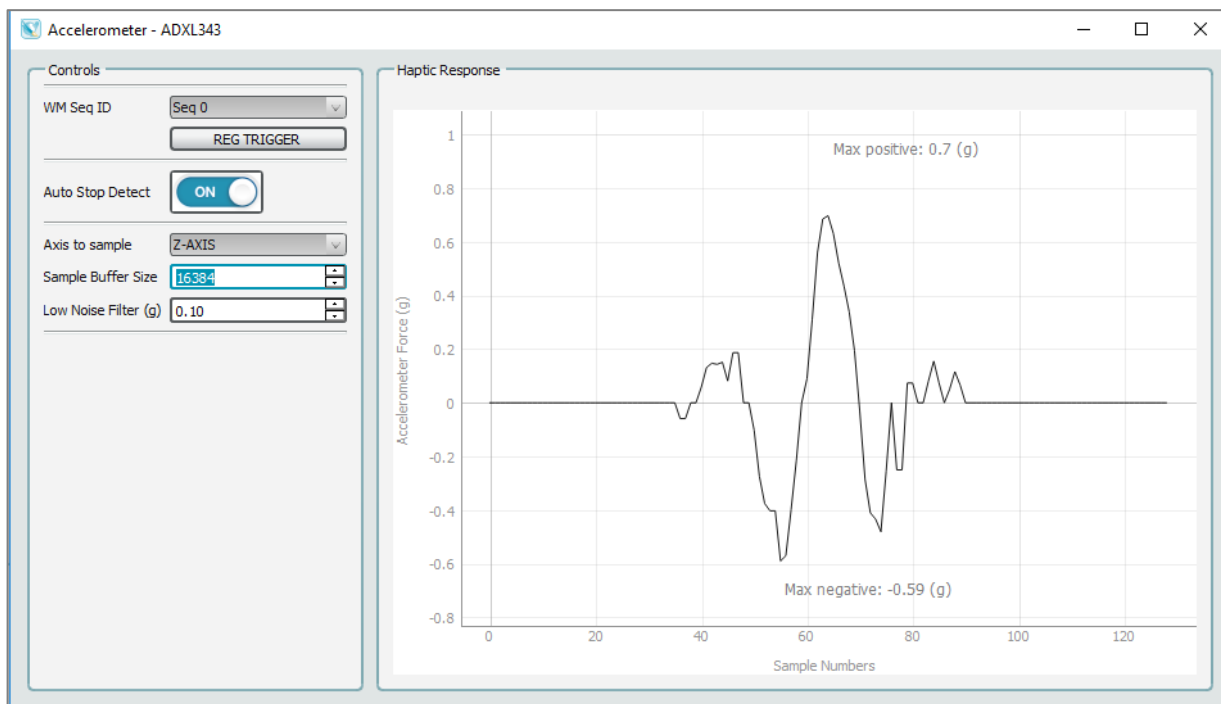 Accelerometer - ADXL343
Controls
WM Seq ID
Seq 0
REG TRIGGER
Auto Stop Detect
ON
Axis to sample
Z-AXIS
Sample Buffer Size
16384
Low Noise Filter (g)
0.10
Haptic Response
Max positive: 0.7 (g)
Accelerometer Force (g)
1
0.8
0.6
0.4
0.2
0
-0.2
-0.4
-0.6
-0.8
Max negative: -0.59 (g)
0 20 40 60 80 100 120
Sample Numbers